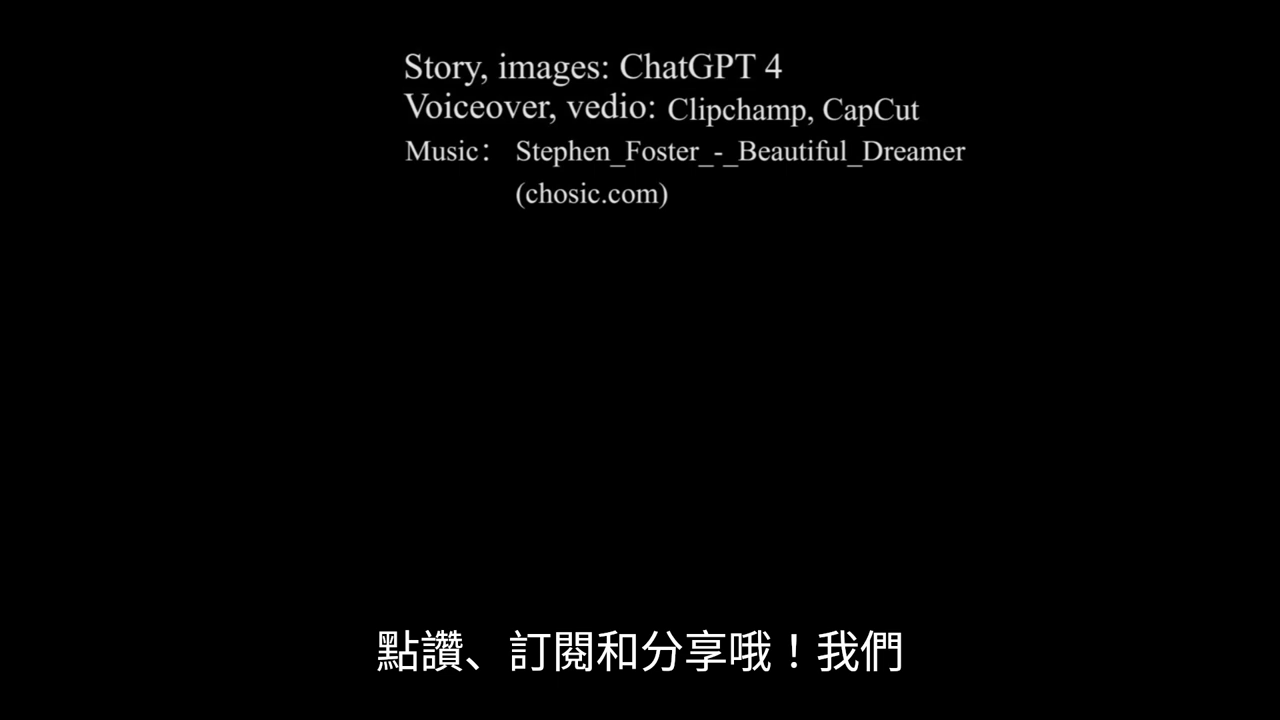 Story, images: ChatGPT 4
Voiceover, vedio: Clipchamp, CapCut
Music： Stephen_Foster_-_Beautiful_Dreamer
(chosic.com)
點讚、訂閱和分享哦！我們